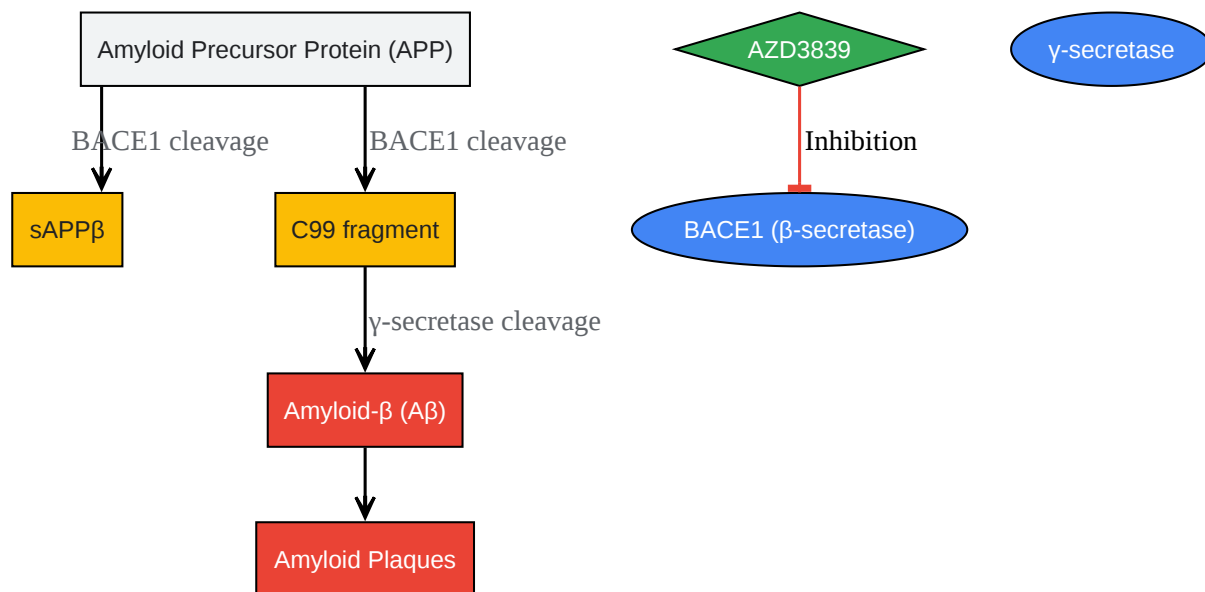 Amyloid Precursor Protein (APP)
AZD3839
γ-secretase
BACE1 cleavage
BACE1 cleavage
Inhibition
sAPPβ
C99 fragment
BACE1 (β-secretase)
γ-secretase cleavage
Amyloid-β (Aβ)
Amyloid Plaques